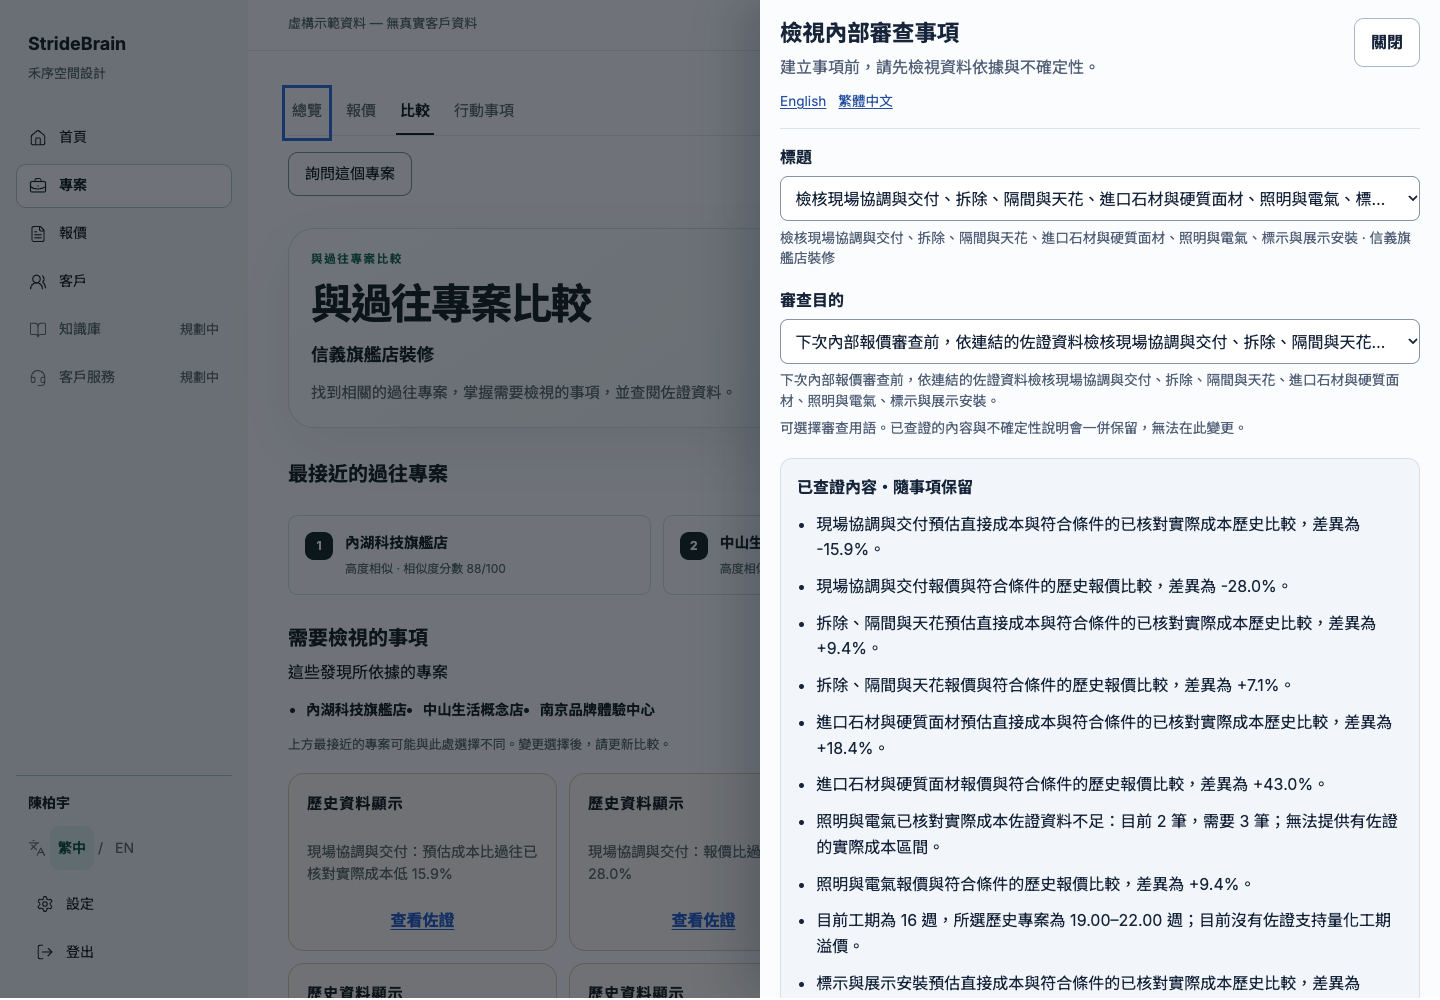 StrideBrain
禾序空間設計
首頁
專案
報價
客戶
知識庫 規劃中
客戶服務 規劃中
陳柏宇
繁中 / EN
設定
登出
虛構示範資料 — 無真實客戶資料
總覽 報價 比較 行動事項
詢問這個專案
與過往專案比較
與過往專案比較
信義旗艦店裝修
找到相關的過往專案，掌握需要檢視的事項，並查閱佐證資料。
最接近的過往專案
1 內湖科技旗艦店
高度相似 · 相似度分數 88/100
2 中山生
高度相
需要檢視的事項
這些發現所依據的專案
• 內湖科技旗艦店• 中山生活概念店• 南京品牌體驗中心
上方最接近的專案可能與此處選擇不同。變更選擇後，請更新比較。
歷史資料顯示
現場協調與交付：預估成本比過往已
核對實際成本低 15.9%
查看佐證
歷史資料顯示
現場協調與交付：報價比過
28.0%
查看佐證
歷史資料顯示
歷史資料顯示
檢視內部審查事項
關閉
建立事項前，請先檢視資料依據與不確定性。
English 繁體中文
標題
檢核現場協調與交付、拆除、隔間與天花、進口石材與硬質面材、照明與電氣、標…
檢核現場協調與交付、拆除、隔間與天花、進口石材與硬質面材、照明與電氣、標示與展示安裝 · 信義旗
艦店裝修
審查目的
下次內部報價審查前，依連結的佐證資料檢核現場協調與交付、拆除、隔間與天花…
下次內部報價審查前，依連結的佐證資料檢核現場協調與交付、拆除、隔間與天花、進口石材與硬質面
材、照明與電氣、標示與展示安裝。
可選擇審查用語。已查證的內容與不確定性說明會一併保留，無法在此變更。
已查證內容・隨事項保留
• 現場協調與交付預估直接成本與符合條件的已核對實際成本歷史比較，差異為
-15.9%。
• 現場協調與交付報價與符合條件的歷史報價比較，差異為 -28.0%。
• 拆除、隔間與天花預估直接成本與符合條件的已核對實際成本歷史比較，差異為
+9.4%。
• 拆除、隔間與天花報價與符合條件的歷史報價比較，差異為 +7.1%。
• 進口石材與硬質面材預估直接成本與符合條件的已核對實際成本歷史比較，差異為
+18.4%。
• 進口石材與硬質面材報價與符合條件的歷史報價比較，差異為 +43.0%。
• 照明與電氣已核對實際成本佐證資料不足：目前 2 筆，需要 3 筆；無法提供有佐證
的實際成本區間。
• 照明與電氣報價與符合條件的歷史報價比較，差異為 +9.4%。
• 目前工期為 16 週，所選歷史專案為 19.00–22.00 週；目前沒有佐證支持量化工期
溢價。
• 標示與展示安裝預估直接成本與符合條件的已核對實際成本歷史比較，差異為